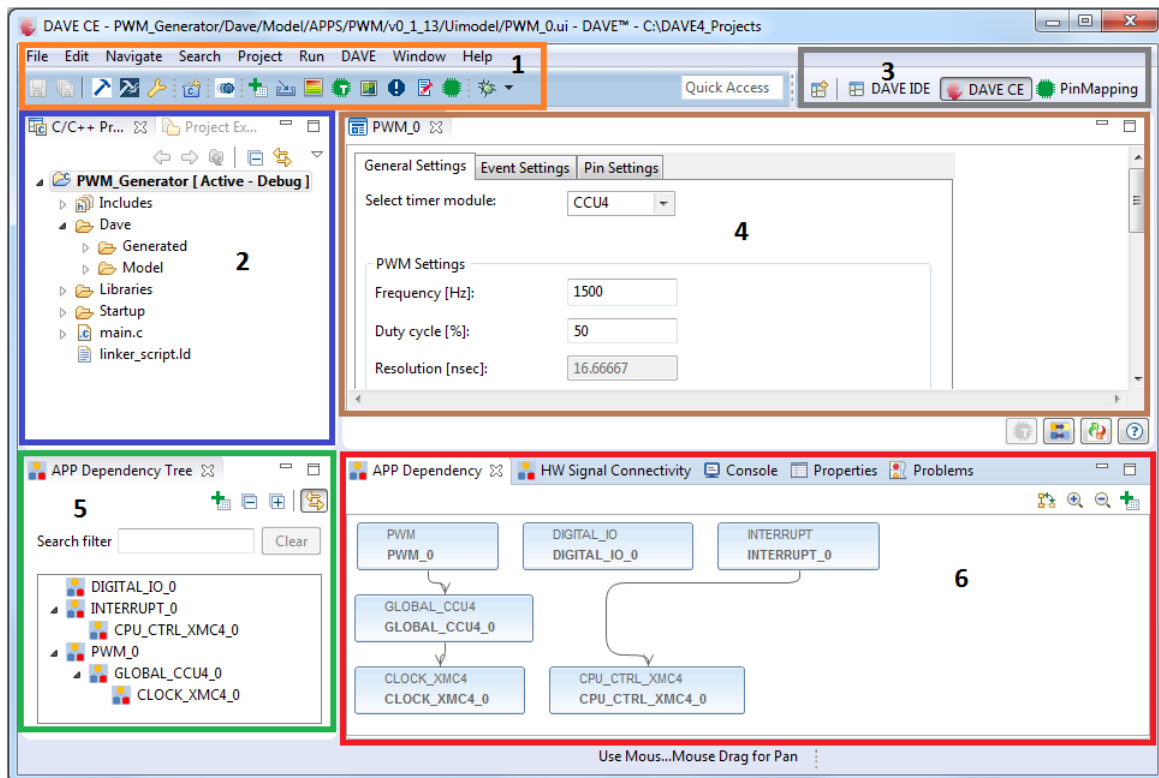 DAVE CE - PWM_Generator/Dave/Model/APPS/PWM/v0_1_13/Uimodel/PWM_0.ui - DAVE™ - C:\DAVE4_Projects
File Edit Navigate Search Project Run DAVE Window Help
1
Quick Access
3
DAVE IDE DAVE CE PinMapping
C/C++ Pr... Project Ex...
PWM_Generator [ Active - Debug ]
Includes
Dave
Generated
Model
Libraries
Startup
main.c
linker_script.ld
2
PWM_0
General Settings Event Settings Pin Settings
Select timer module: CCU4
4
PWM Settings
Frequency [Hz]: 1500
Duty cycle [%]: 50
Resolution [nsec]: 16.66667
APP Dependency Tree
5
Search filter Clear
DIGITAL_IO_0
INTERRUPT_0
CPU_CTRL_XMC4_0
PWM_0
GLOBAL_CCU4_0
CLOCK_XMC4_0
APP Dependency HW Signal Connectivity Console Properties Problems
PWM
PWM_0
DIGITAL_IO
DIGITAL_IO_0
INTERRUPT
INTERRUPT_0
6
GLOBAL_CCU4
GLOBAL_CCU4_0
CLOCK_XMC4
CLOCK_XMC4_0
CPU_CTRL_XMC4
CPU_CTRL_XMC4_0
Use Mous...Mouse Drag for Pan